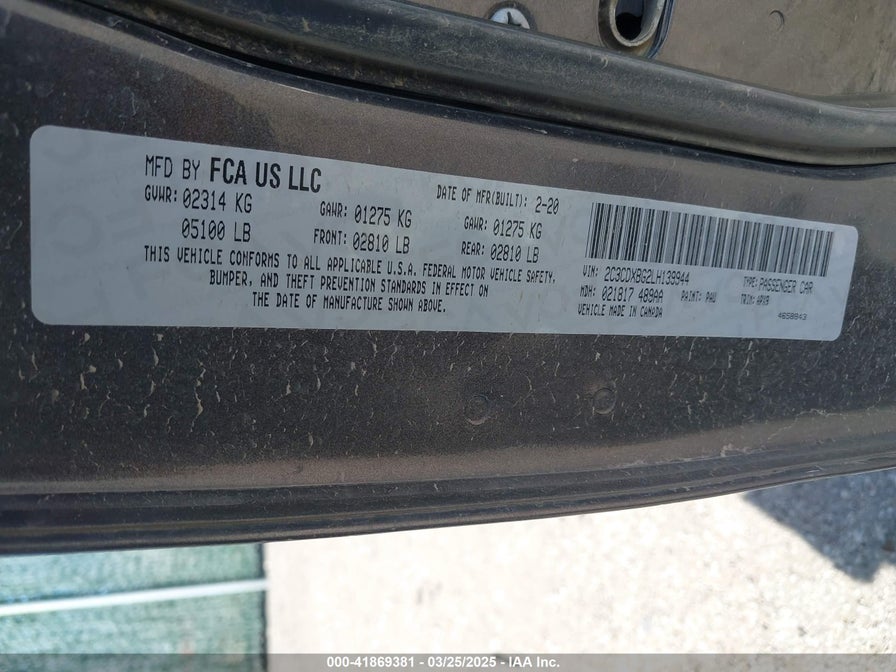 MFD BY FCA US LLC
DATE OF MFR(BUILT): 2-20
GVWR: 02314 KG
GAWR: 01275 KG
GAWR: 01275 KG
05100 LB
FRONT: 02810 LB
REAR: 02810 LB
THIS VEHICLE CONFORMS TO ALL APPLICABLE U.S.A. FEDERAL MOTOR VEHICLE SAFETY,
BUMPER, AND THEFT PREVENTION STANDARDS IN EFFECT ON
THE DATE OF MANUFACTURE SHOWN ABOVE.
VIN: 2C3CDXBG2LH138944
TYPE: PASSENGER CAR
MDH: 021817 489AA
PAINT: PAU
TRIM: APX9
VEHICLE MADE IN CANADA
4658843
000-41869381 - 03/25/2025 - IAA Inc.